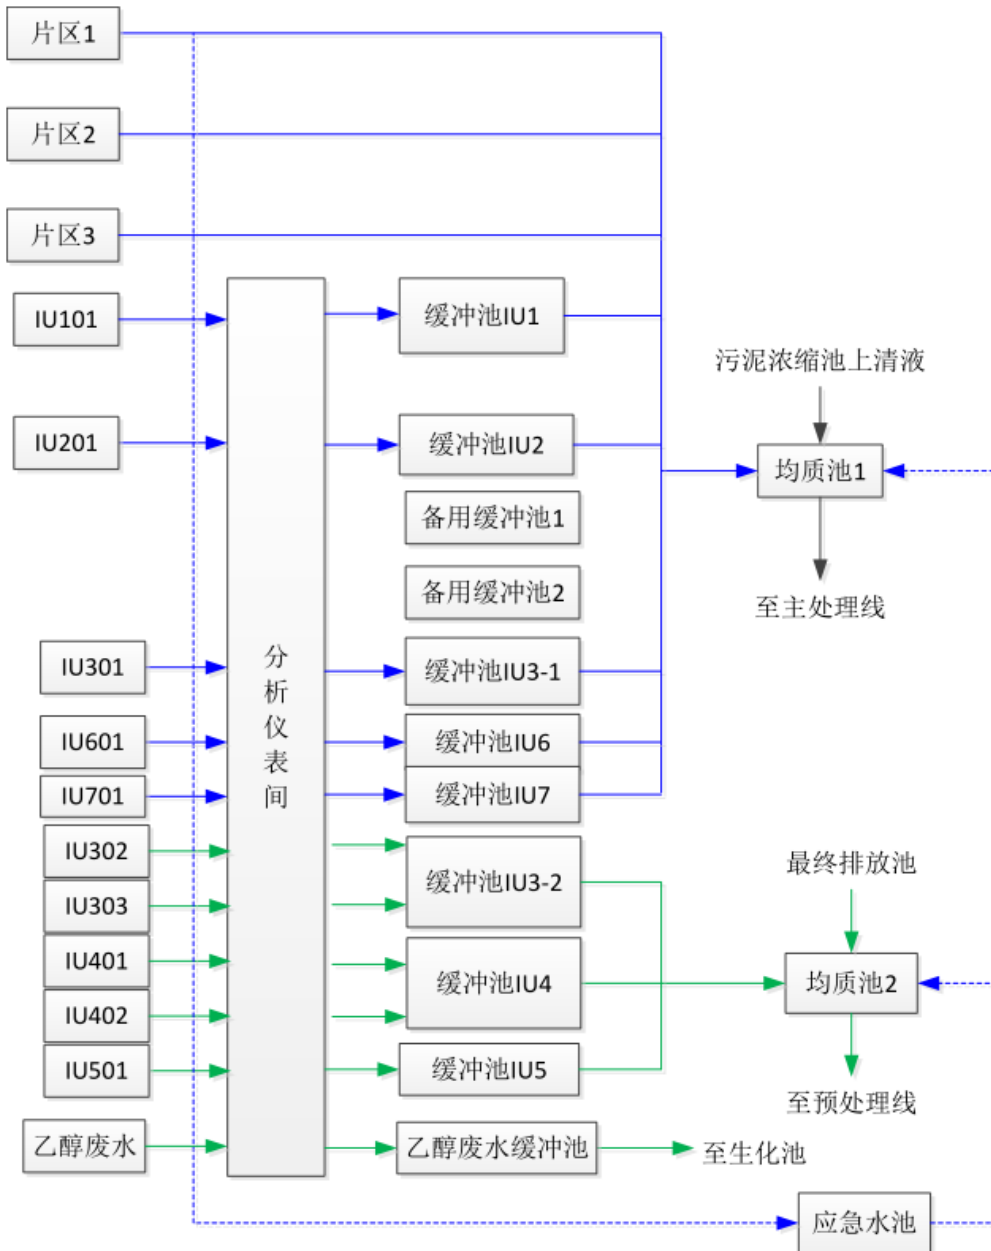 片区1
片区2
片区3
IU101
缓冲池IU1
污泥浓缩池上清液
IU201
缓冲池IU2
均质池1
备用缓冲池1
备用缓冲池2
至主处理线
分析仪表间
IU301
缓冲池IU3-1
IU601
缓冲池IU6
IU701
缓冲池IU7
IU302
缓冲池IU3-2
最终排放池
IU303
IU401
缓冲池IU4
均质池2
IU402
IU501
缓冲池IU5
至预处理线
乙醇废水
乙醇废水缓冲池
至生化池
应急水池